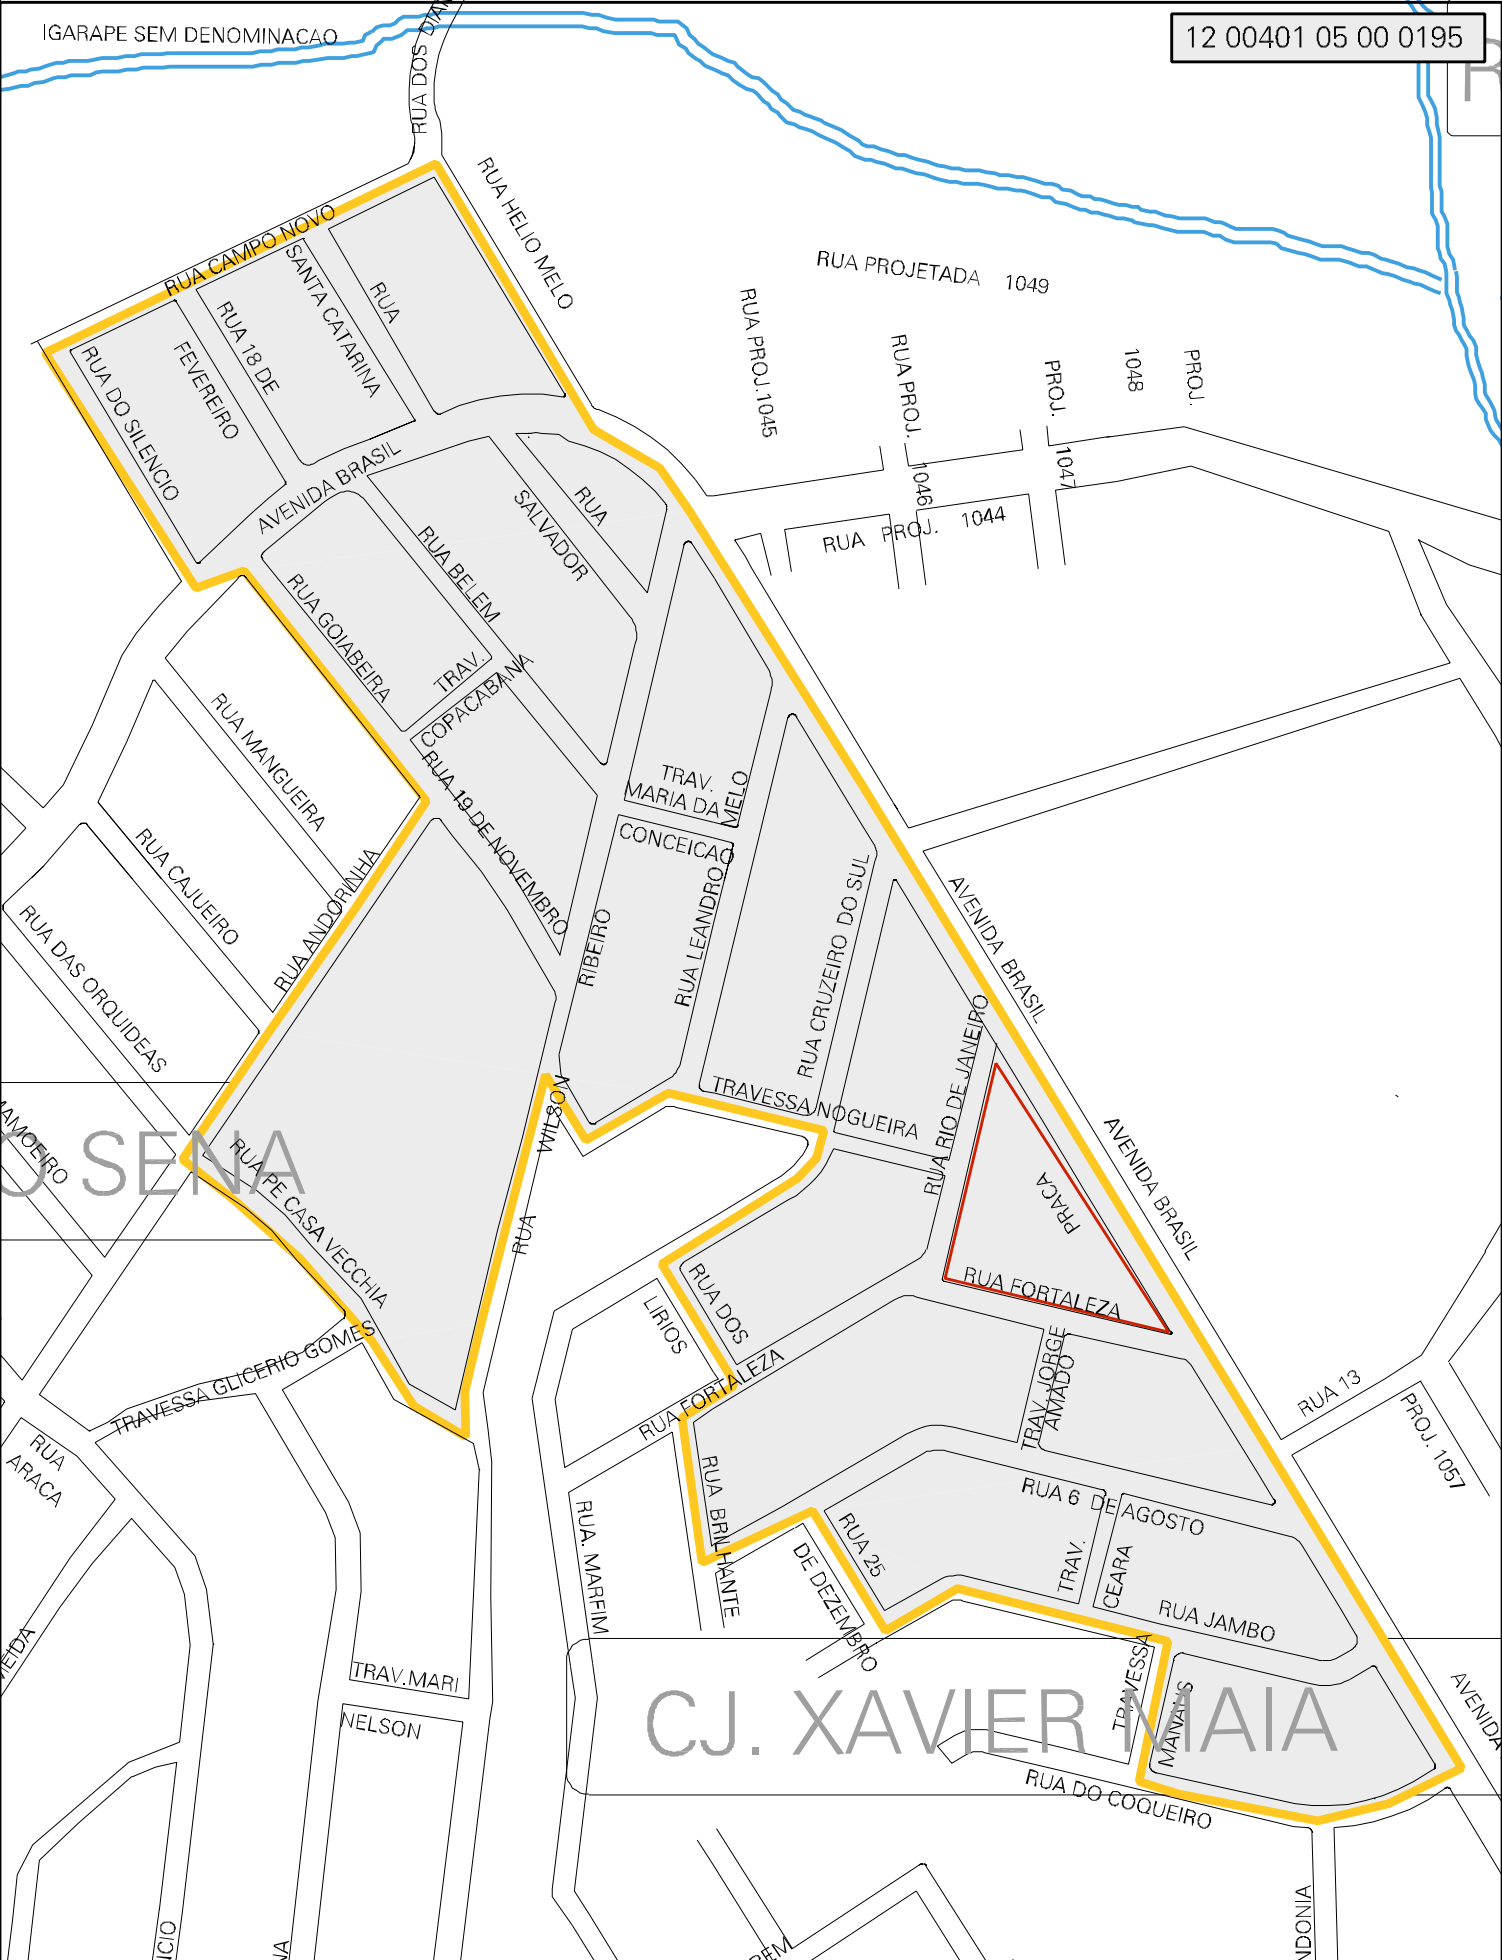 IGARAPE SEM DENOMINACAO
12 00401 05 00 0195
RUA DOS
RUA HELIO MELO
RUA CAMPO NOVO
SANTA CATARINA
RUA
RUA PROJETADA 1049
RUA PROJ.1045
RUA PROJ.
1046
PROJ.
1047
1048
PROJ.
RUA 18 DE
FEVEREIRO
RUA DO SILENCIO
AVENIDA BRASIL
SALVADOR
RUA
RUA PROJ. 1044
RUA BELEM
RUA GOIABEIRA
TRAV.
COPACABANA
RUA MANGUEIRA
RUA 19 DE NOVEMBRO
TRAV.
MARIA DA
CONCEICAO
MELO
RUA LEANDRO
RUA CAJUEIRO
RUA ANDORINHA
RUA CRUZEIRO DO SUL
AVENIDA BRASIL
RUA DAS ORQUIDEAS
RIBEIRO
RUA RIO DE JANEIRO
TRAVESSA NOGUEIRA
WILSON
RUA
O SENA
RUA PE CASA VECCHIA
PRACA
AVENIDA BRASIL
RUA FORTALEZA
RUA DOS
LIRIOS
TRAVESSA GLICERIO GOMES
RUA FORTALEZA
TRAV. JORGE
AMADO
RUA 13
PROJ. 1057
RUA
ARACA
RUA BRILHANTE
RUA. MARFIM
RUA 6 DE AGOSTO
RUA 25
DE DEZEMBRO
TRAV.
CEARA
RUA JAMBO
TRAV.MARI
NELSON
TRAVESSA
MANAUS
CJ. XAVIER MAIA
AVENIDA
RUA DO COQUEIRO